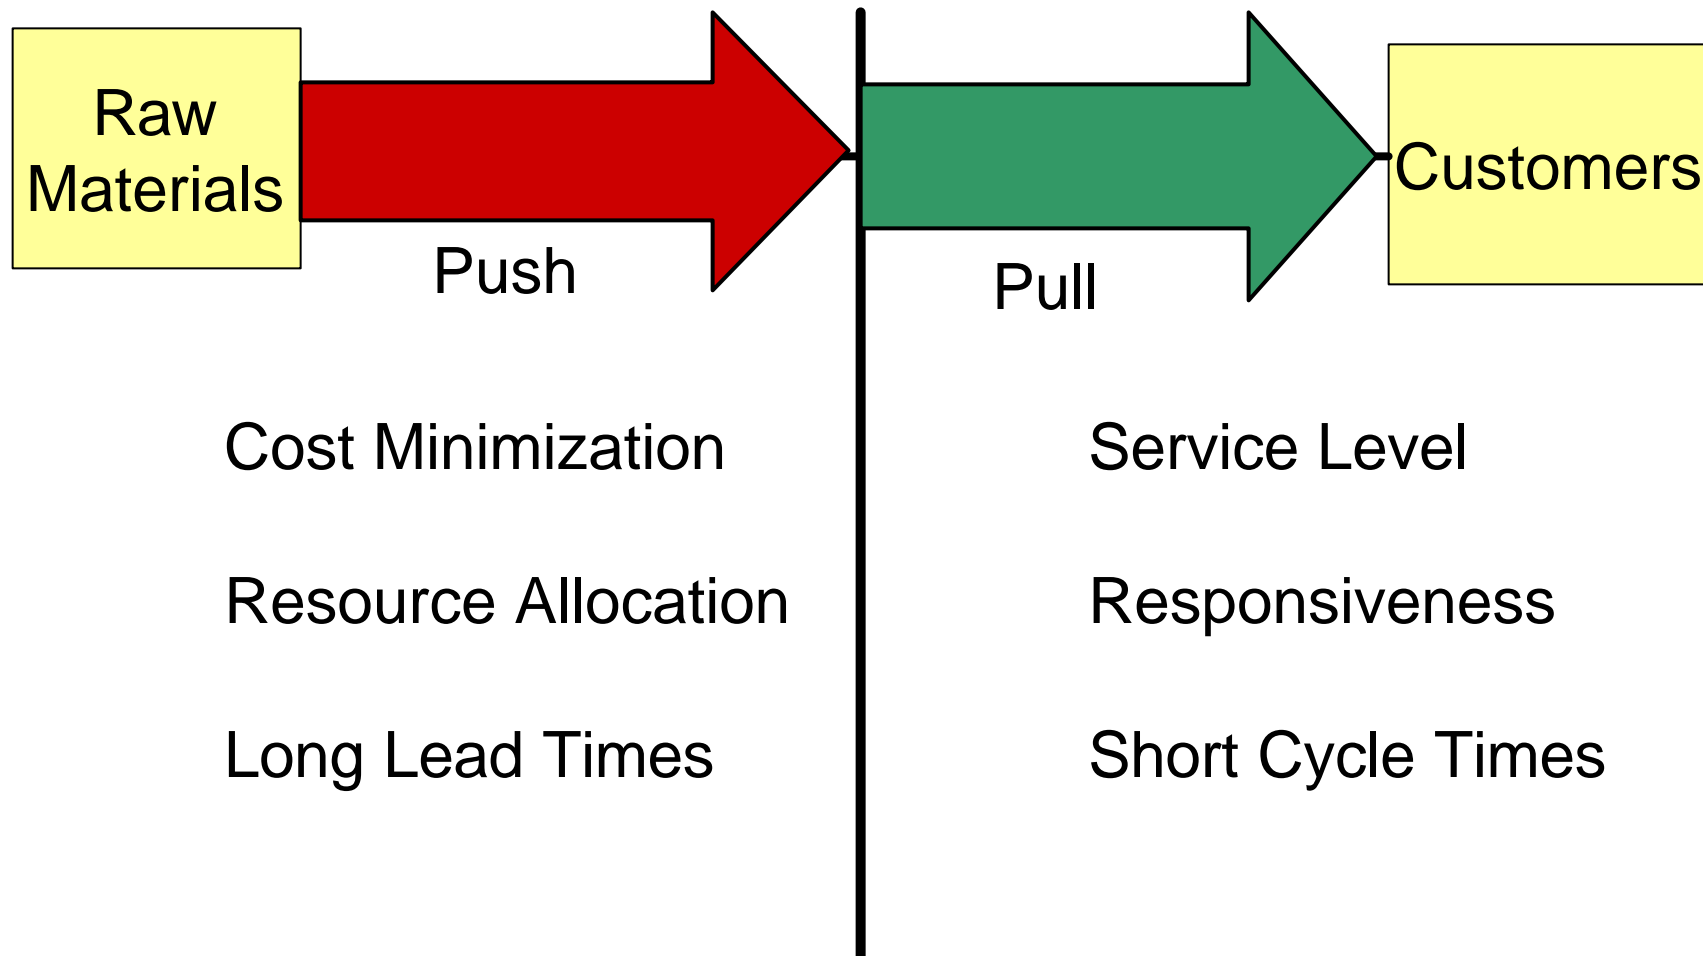 Raw
Materials
Push
Pull
Customers
Cost Minimization
Service Level
Resource Allocation
Responsiveness
Long Lead Times
Short Cycle Times